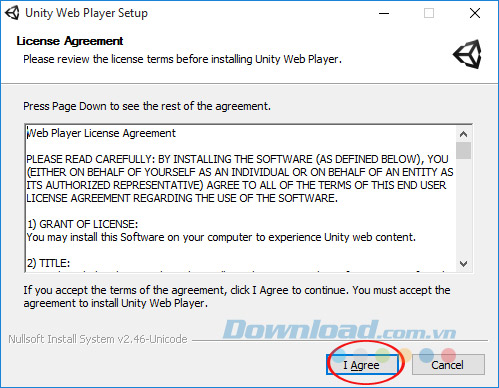 Unity Web Player Setup
License Agreement
Please review the license terms before installing Unity Web Player.
Press Page Down to see the rest of the agreement.
Web Player License Agreement
PLEASE READ CAREFULLY: BY INSTALLING THE SOFTWARE (AS DEFINED BELOW), YOU
(EITHER ON BEHALF OF YOURSELF AS AN INDIVIDUAL OR ON BEHALF OF AN ENTITY AS
ITS AUTHORIZED REPRESENTATIVE) AGREE TO ALL OF THE TERMS OF THIS END USER
LICENSE AGREEMENT REGARDING THE USE OF THE SOFTWARE.
1) GRANT OF LICENSE:
You may install this Software on your computer to experience Unity web content.
2) TITLE:
If you accept the terms of the agreement, click I Agree to continue. You must accept the
agreement to install Unity Web Player.
Nullsoft Install System v2.46-Unicode
Download.com.vn
I Agree
Cancel